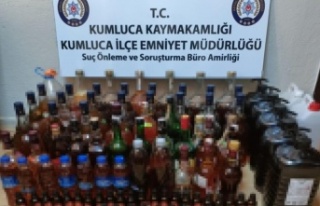 T.C.
KUMLUCA KAYMAKAMLIĞI
KUMLUCA İLÇE EMNİYET MÜDÜRLÜĞÜ
Suç Önleme ve Soruşturma Büro Amirliği